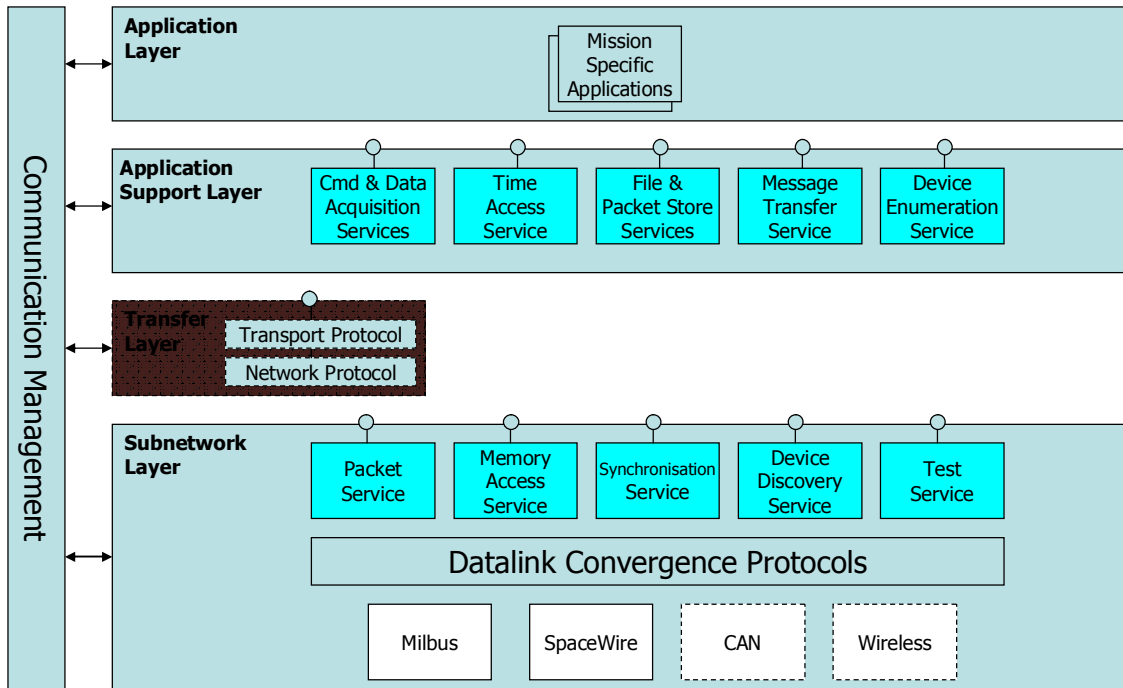 Communication Management
Application
Layer
Mission
Specific
Applications
Application
Support Layer
Cmd & Data
Acquisition
Services
Time
Access
Service
File &
Packet Store
Services
Message
Transfer
Service
Device
Enumeration
Service
Transfer
Layer
Transport Protocol
Network Protocol
Subnetwork
Layer
Packet
Service
Memory
Access
Service
Synchronisation
Service
Device
Discovery
Service
Test
Service
Datalink Convergence Protocols
Milbus
SpaceWire
CAN
Wireless